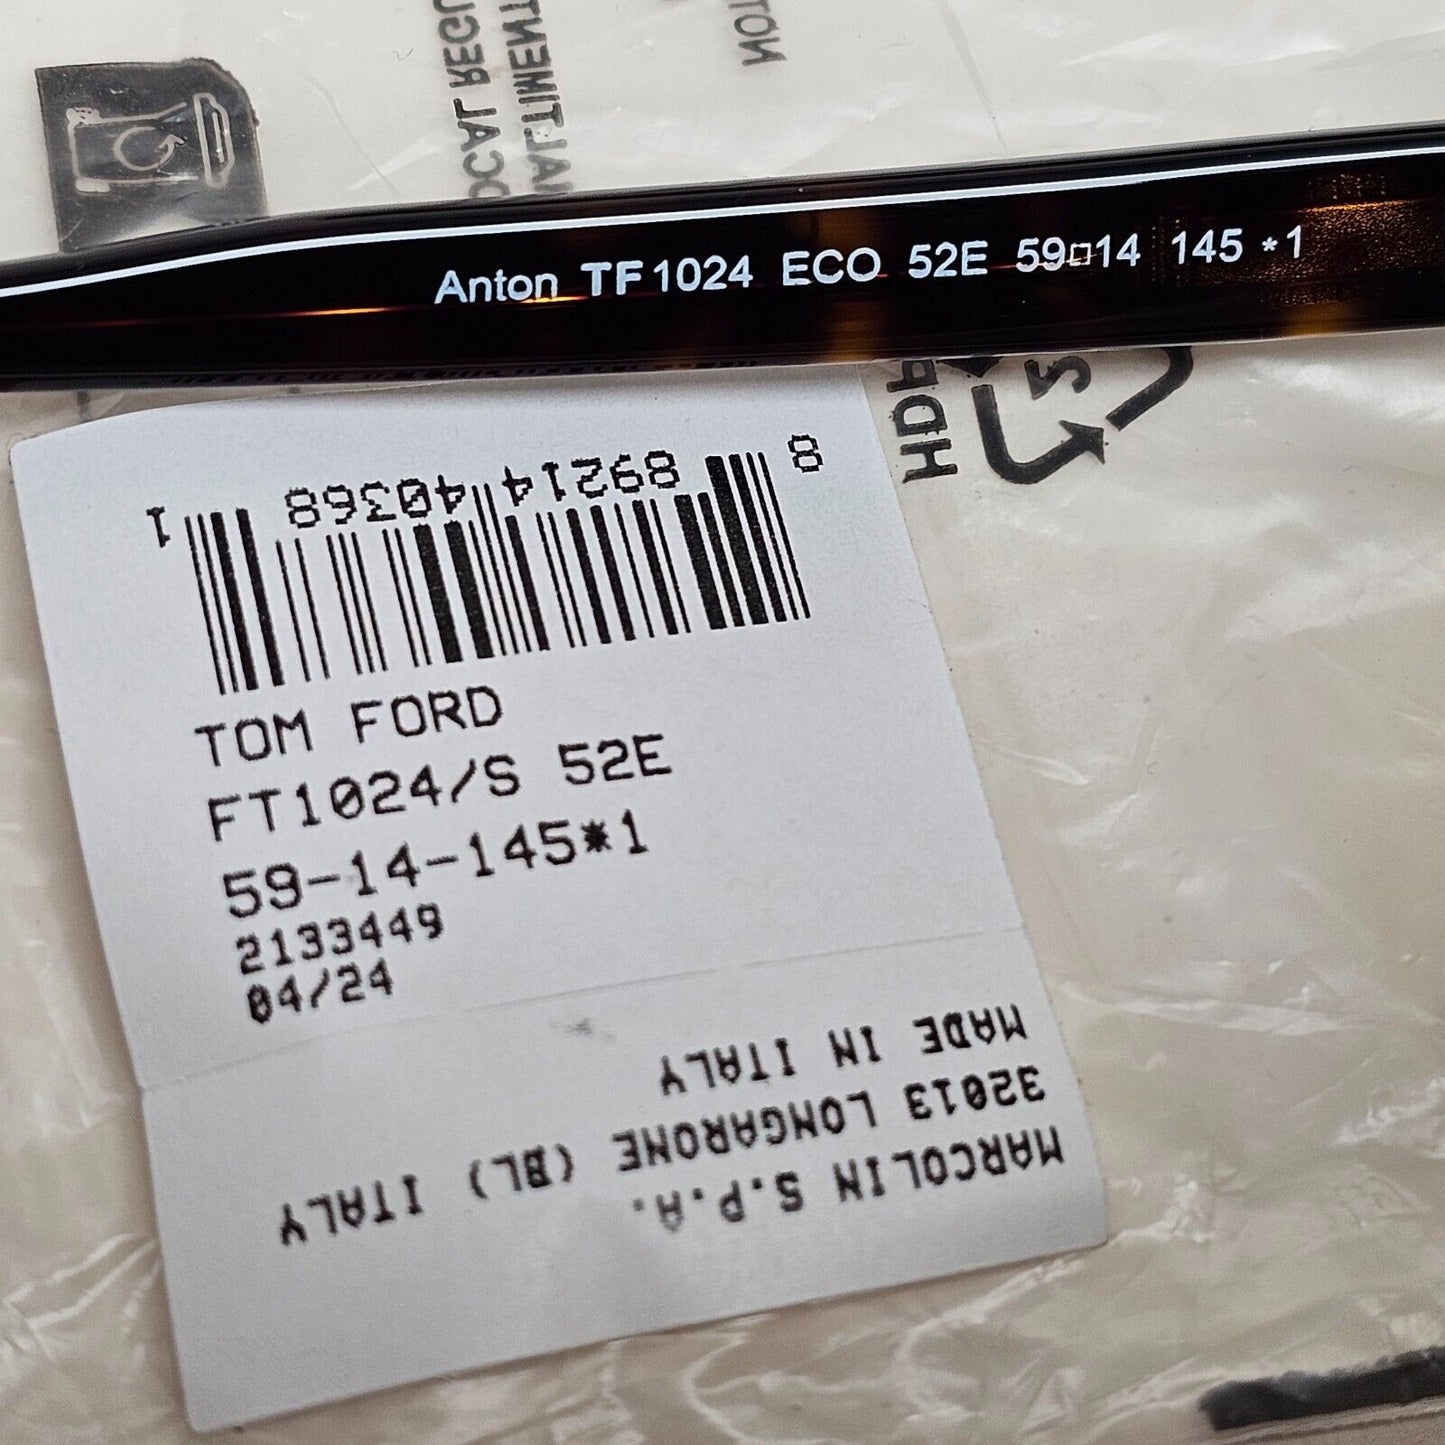 Anton TF1024 ECO 52E 59□14 145 *1
8 89214 40368 1
TOM FORD
FT1024/S 52E
59-14-145*1
2133449
04/24
MARCOLIN S.P.A.
32013 LONGARONE (BL) ITALY
MADE IN ITALY
2